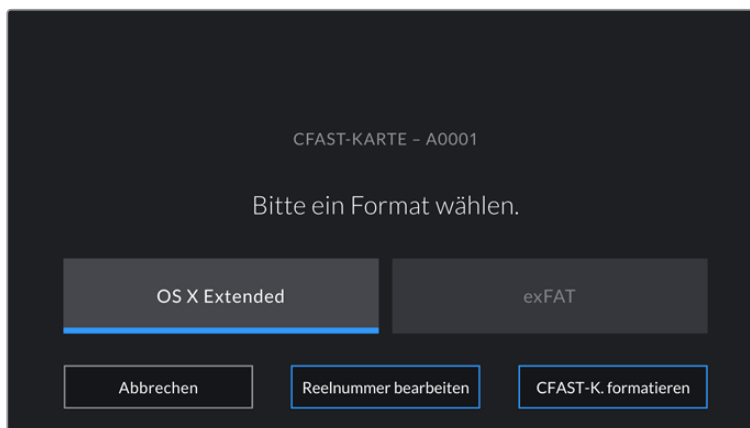 CFAST-KARTE – A0001
Bitte ein Format wählen.
OS X Extended
exFAT
Abbrechen
Reelnummer bearbeiten
CFAST-K. formatieren